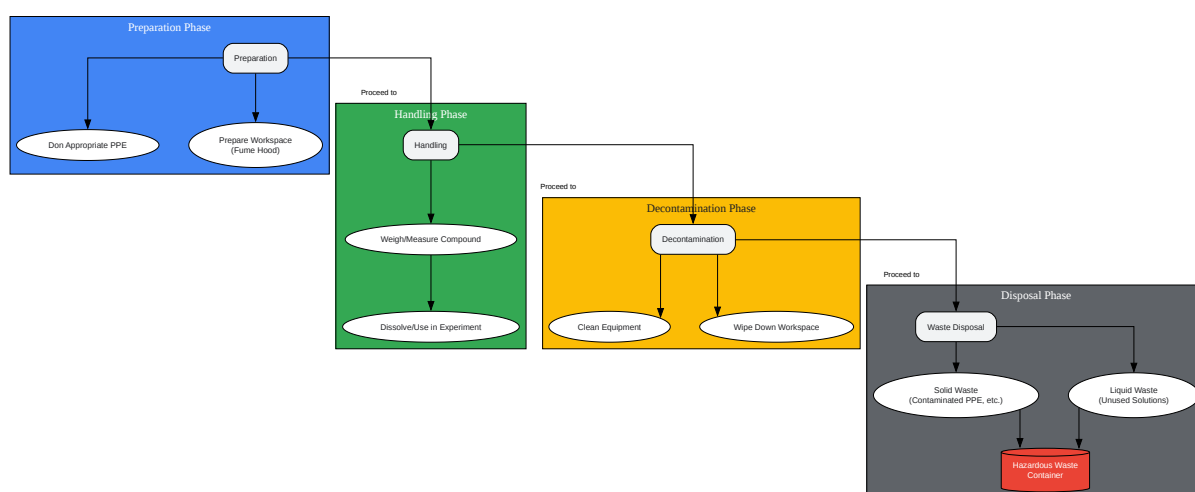 Preparation Phase
Preparation
Don Appropriate PPE
Prepare Workspace
(Fume Hood)
Proceed to
Handling Phase
Handling
Weigh/Measure Compound
Dissolve/Use in Experiment
Proceed to
Decontamination Phase
Decontamination
Clean Equipment
Wipe Down Workspace
Proceed to
Disposal Phase
Waste Disposal
Solid Waste
(Contaminated PPE, etc.)
Liquid Waste
(Unused Solutions)
Hazardous Waste
Container